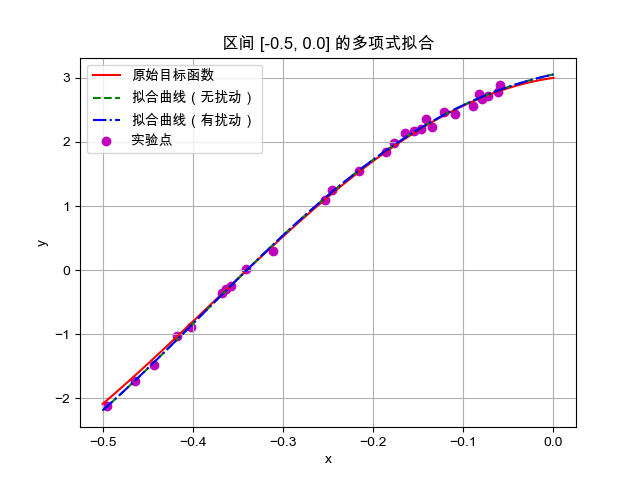 区间 [-0.5, 0.0] 的多项式拟合
原始目标函数
拟合曲线（无扰动）
拟合曲线（有扰动）
实验点
3
2
1
0
−1
−2
y
−0.5
−0.4
−0.3
−0.2
−0.1
0.0
x